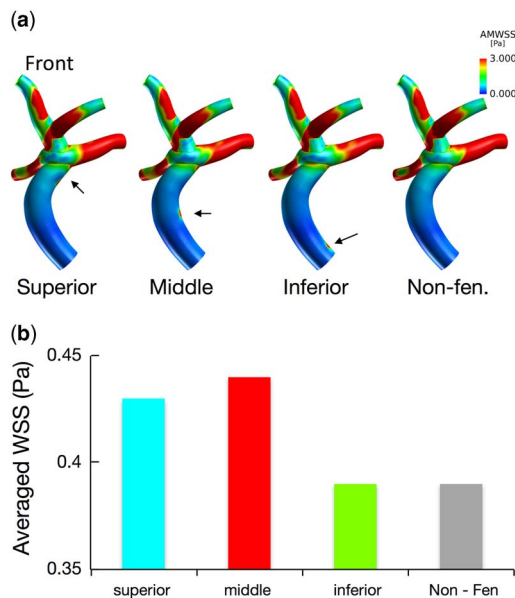 (a)
AMWSS
[Pa]
3.000
0.000
Front
Superior
Middle
Inferior
Non-fen.
(b)
Averaged WSS (Pa)
0.45
0.4
0.35
superior
middle
inferior
Non - Fen